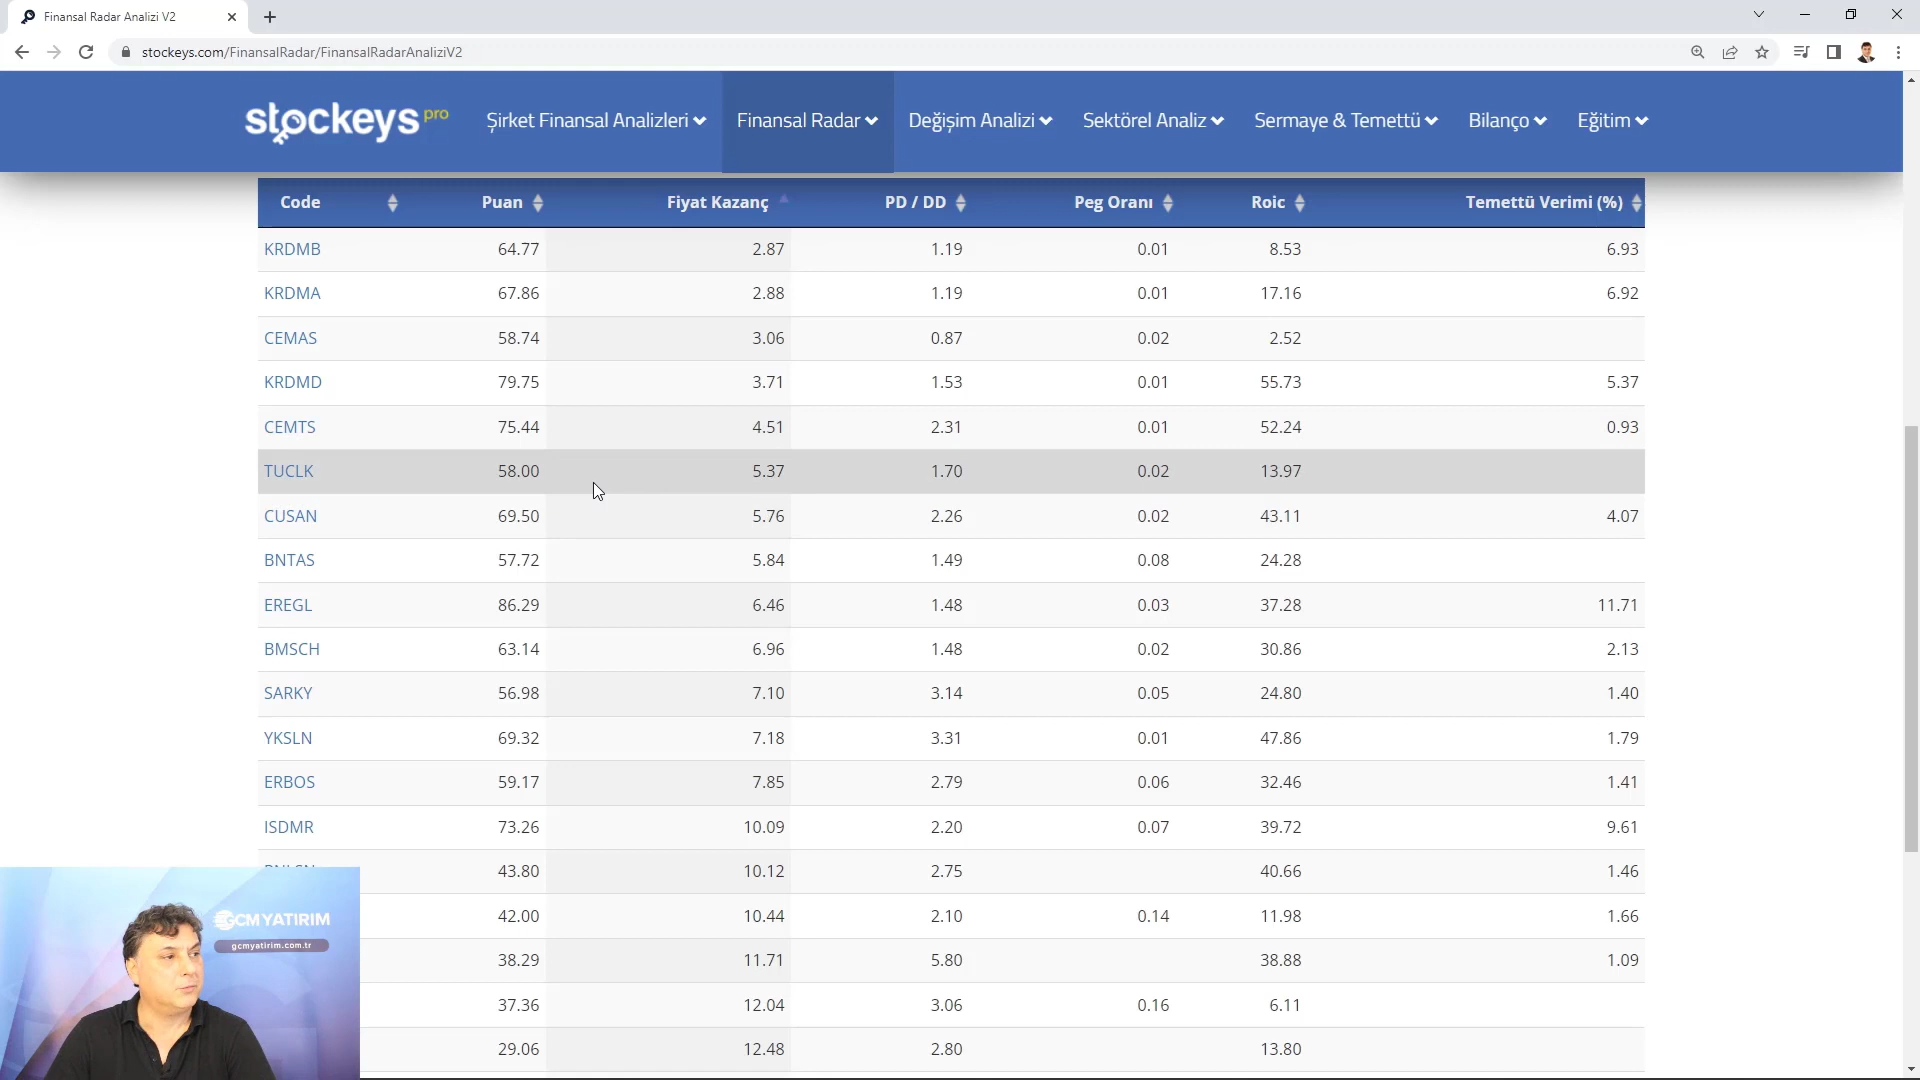 Finansal Radar Analizi V2
stockeys.com/FinansalRadar/FinansalRadarAnaliziV2
stockeys pro Şirket Finansal Analizleri Finansal Radar Değişim Analizi Sektörel Analiz Sermaye & Temettü Bilanço Eğitim
Code Puan Fiyat Kazanç PD / DD Peg Oranı Roic Temettü Verimi (%)
KRDMB 64.77 2.87 1.19 0.01 8.53 6.93
KRDMA 67.86 2.88 1.19 0.01 17.16 6.92
CEMAS 58.74 3.06 0.87 0.02 2.52
KRDMD 79.75 3.71 1.53 0.01 55.73 5.37
CEMTS 75.44 4.51 2.31 0.01 52.24 0.93
TUCLK 58.00 5.37 1.70 0.02 13.97
CUSAN 69.50 5.76 2.26 0.02 43.11 4.07
BNTAS 57.72 5.84 1.49 0.08 24.28
EREGL 86.29 6.46 1.48 0.03 37.28 11.71
BMSCH 63.14 6.96 1.48 0.02 30.86 2.13
SARKY 56.98 7.10 3.14 0.05 24.80 1.40
YKSLN 69.32 7.18 3.31 0.01 47.86 1.79
ERBOS 59.17 7.85 2.79 0.06 32.46 1.41
ISDMR 73.26 10.09 2.20 0.07 39.72 9.61
43.80 10.12 2.75 40.66 1.46
42.00 10.44 2.10 0.14 11.98 1.66
38.29 11.71 5.80 38.88 1.09
37.36 12.04 3.06 0.16 6.11
29.06 12.48 2.80 13.80
GCM YATIRIM
gcmyatirim.com.tr